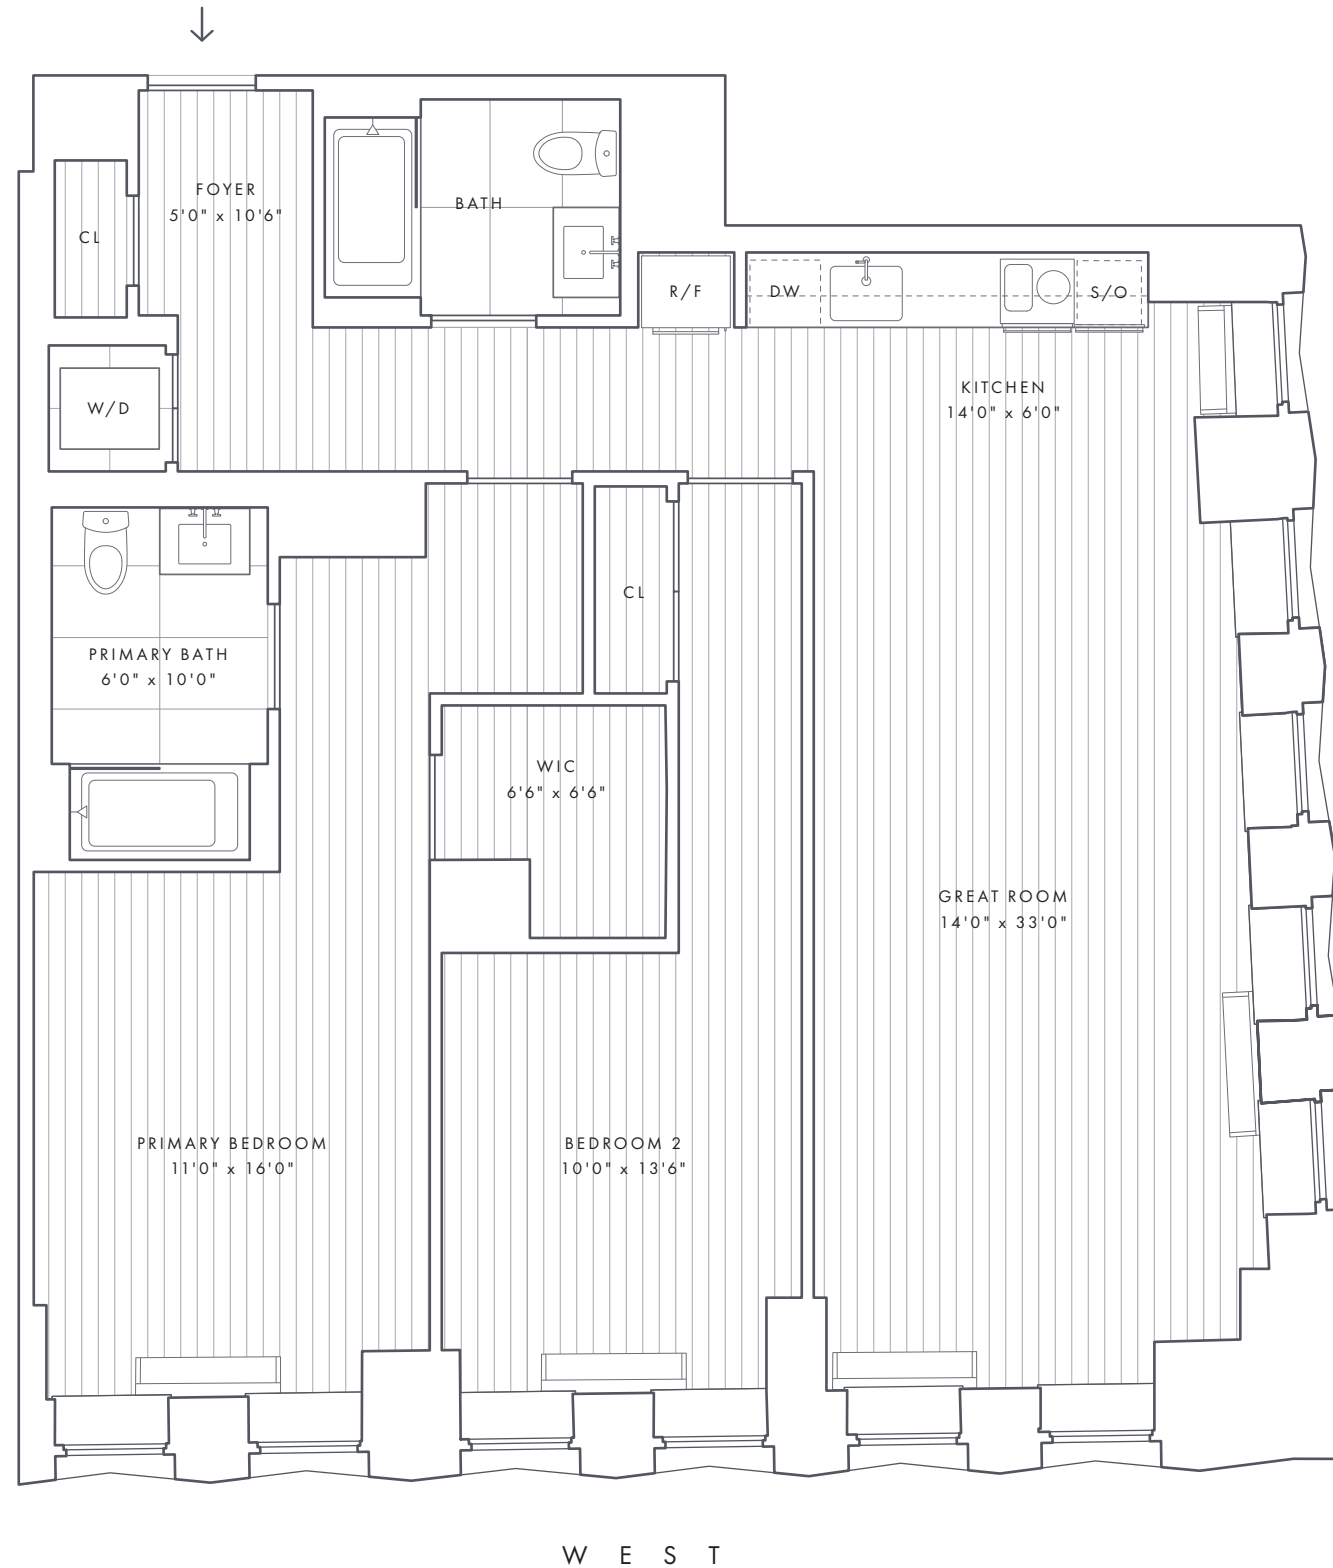 FOYER
5'0" x 10'6"
BATH
CL
R/F
DW
S/O
KITCHEN
14'0" x 6'0"
W/D
CL
PRIMARY BATH
6'0" x 10'0"
WIC
6'6" x 6'6"
GREAT ROOM
14'0" x 33'0"
PRIMARY BEDROOM
11'0" x 16'0"
BEDROOM 2
10'0" x 13'6"
WEST